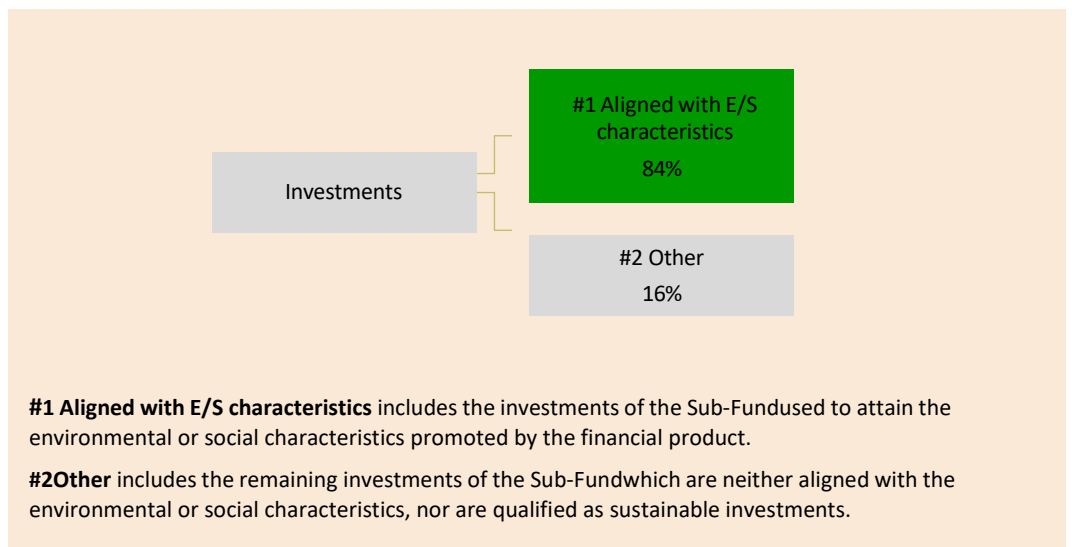 #1 Aligned with E/S
characteristics
84%
Investments
#2 Other
16%
#1 Aligned with E/S characteristics includes the investments of the Sub-Fundused to attain the
environmental or social characteristics promoted by the financial product.
#2Other includes the remaining investments of the Sub-Fundwhich are neither aligned with the
environmental or social characteristics, nor are qualified as sustainable investments.